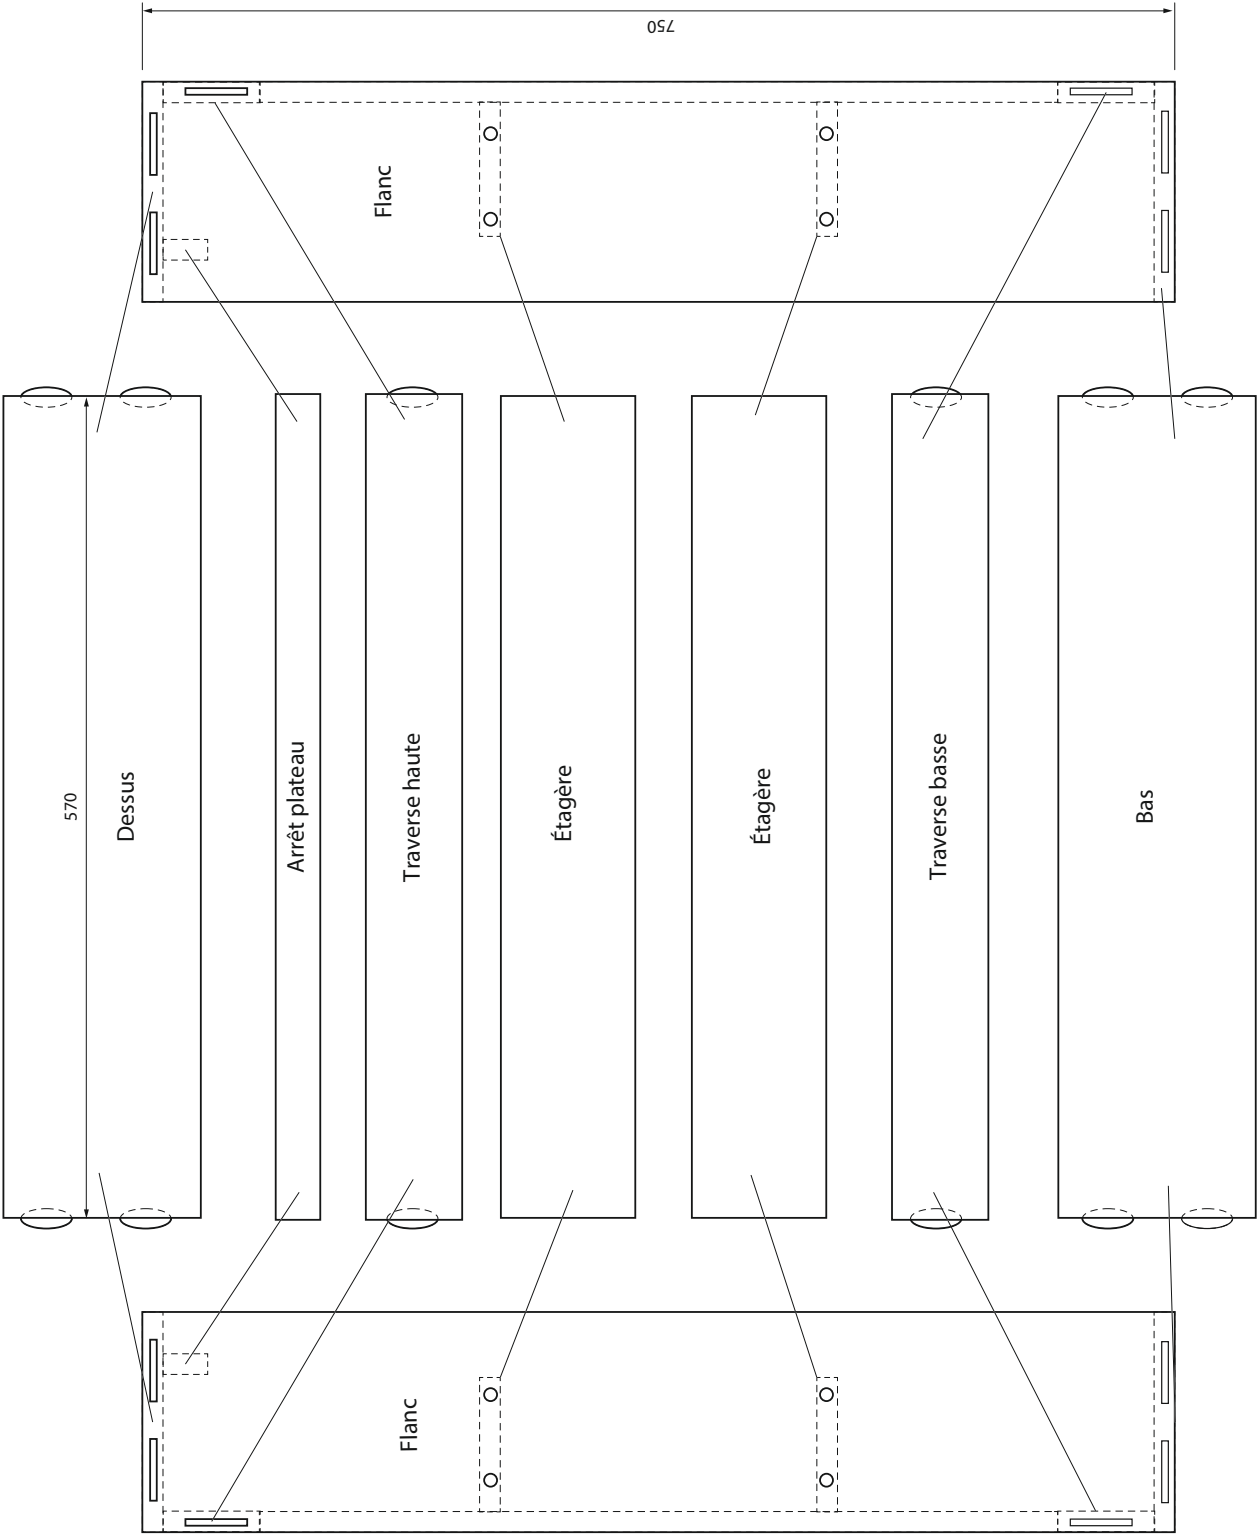 750
Flanc
570
Dessus
Arrêt plateau
Traverse haute
Étagère
Étagère
Traverse basse
Bas
Flanc